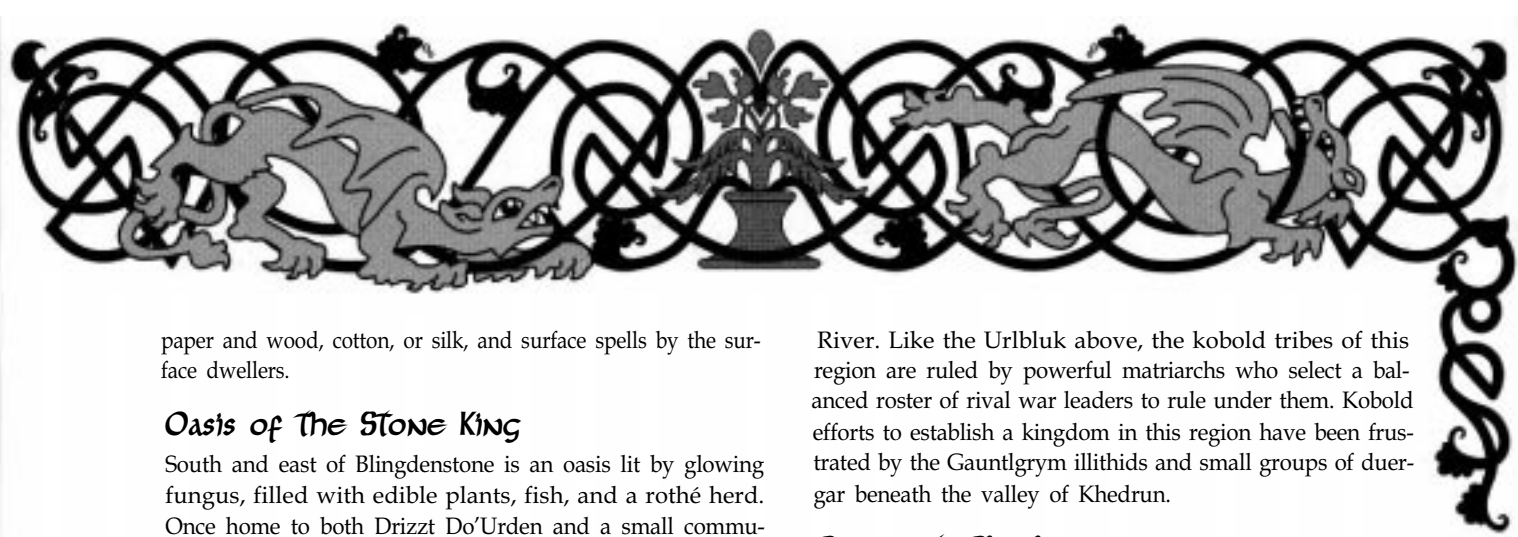 paper and wood, cotton, or silk, and surface spells by the sur-
face dwellers.
Oasis of The Stone King
South and east of Blingdenstone is an oasis lit by glowing
fungus, filled with edible plants, fish, and a rothé herd.
Once home to both Drizzt Do'Urden and a small commu-
River. Like the Urlbluk above, the kobold tribes of this
region are ruled by powerful matriarchs who select a bal-
anced roster of rival war leaders to rule under them. Kobold
efforts to establish a kingdom in this region have been frus-
trated by the Gauntlgrym illithids and small groups of duer-
gar beneath the valley of Khedrun.